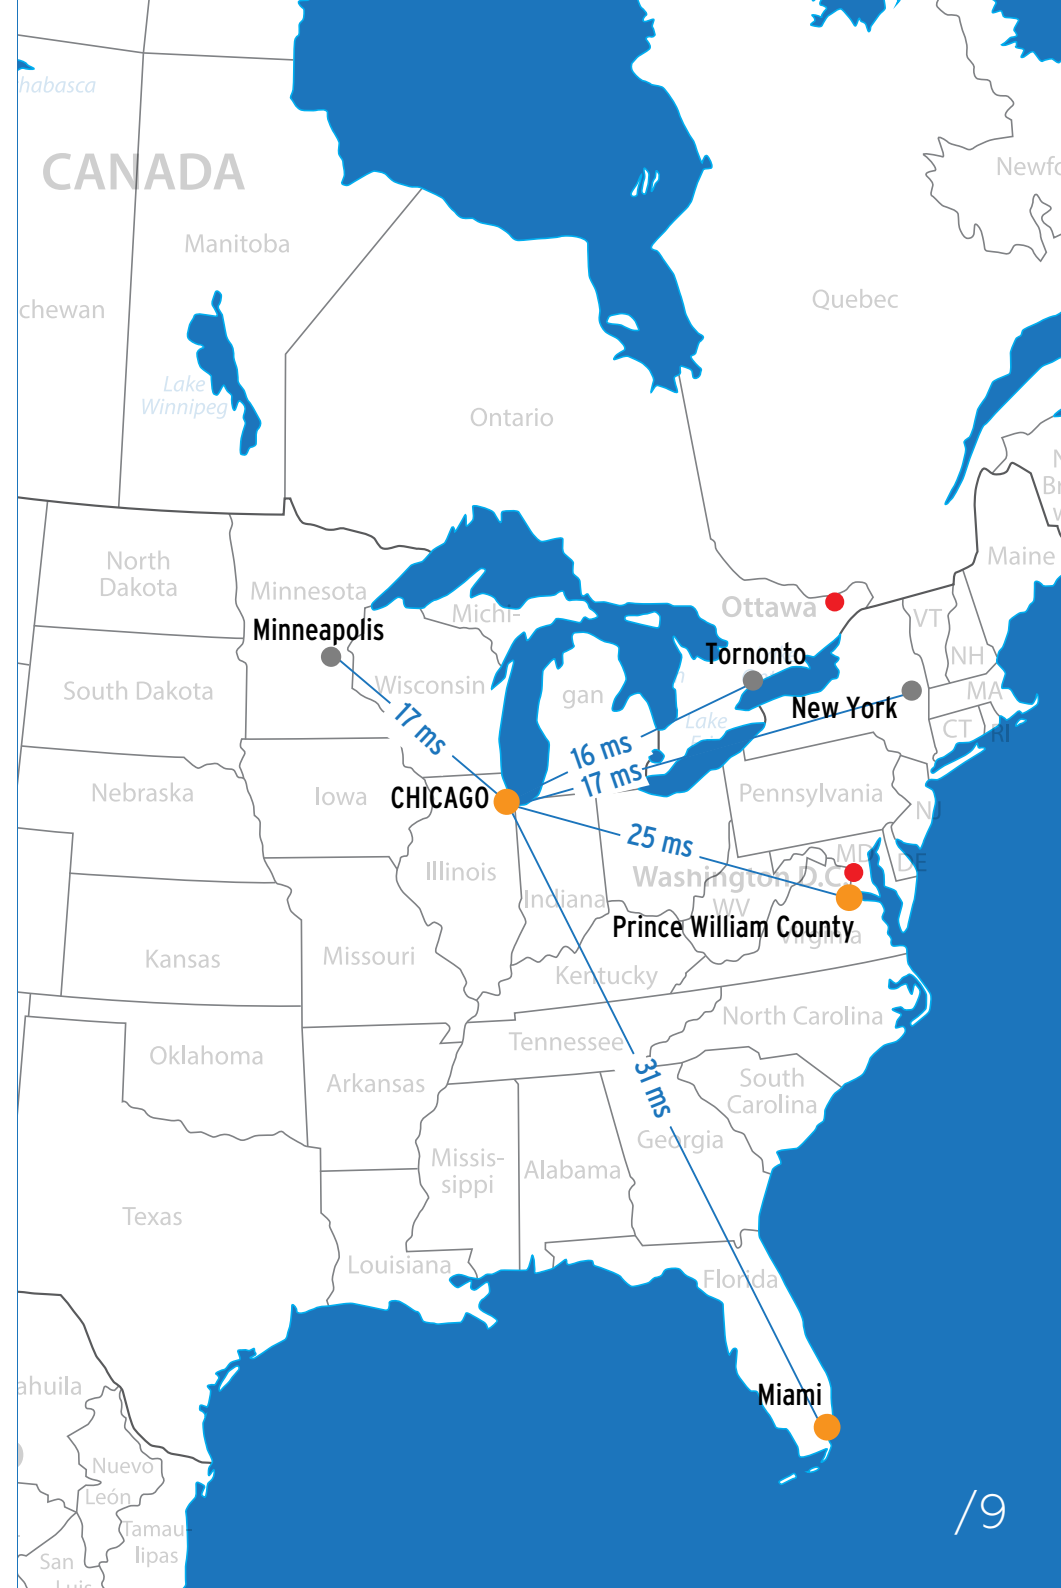 habasca
CANADA
Newfo
Manitoba
Quebec
chewan
Lake
Winnipeg
Ontario
North
Dakota
Minnesota
Maine
Michi-
Ottawa
VT
Minneapolis
Tornonto
NH
South Dakota
Wisconsin
gan
MA
New York
Lake
CT
RI
17 ms
16 ms
17 ms
Nebraska
Iowa
CHICAGO
Pennsylvania
NJ
25 ms
MD
DE
Illinois
Washington D.C.
Indiana
WV
Prince William County
Virginia
Kansas
Missouri
Kentucky
North Carolina
Oklahoma
Tennessee
Arkansas
South
Carolina
31 ms
Georgia
Missis-
sippi
Alabama
Texas
Louisiana
Florida
ahuila
Miami
Nuevo
León
Tamau-
lipas
San
Luis
/9